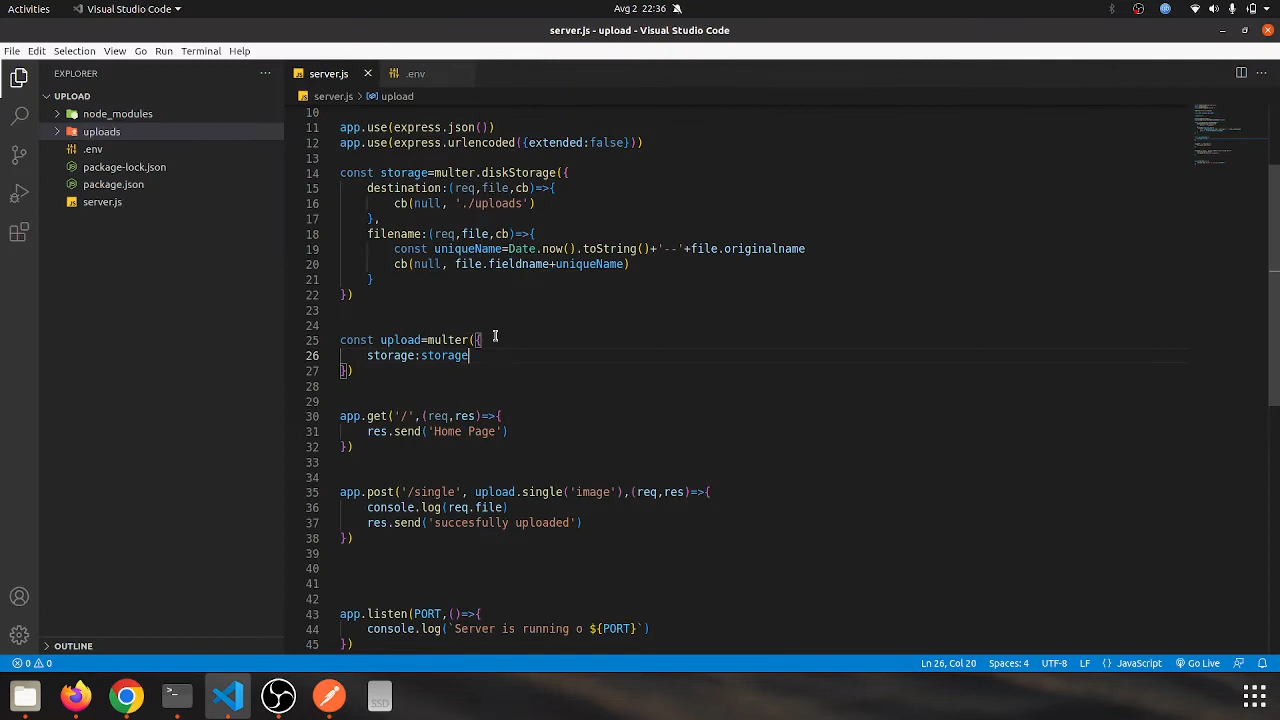 Activities
Visual Studio Code
Avg 2 22:36
server.js - upload - Visual Studio Code
File Edit Selection View Go Run Terminal Help
EXPLORER
server.js
.env
UPLOAD
server.js > upload
node_modules
uploads
.env
package-lock.json
package.json
server.js
10
11 app.use(express.json())
12 app.use(express.urlencoded({extended:false}))
13
14 const storage=multer.diskStorage({
15 destination:(req,file,cb)=>{
16 cb(null, './uploads')
17 },
18 filename:(req,file,cb)=>{
19 const uniqueName=Date.now().toString()+'--'+file.originalname
20 cb(null, file.fieldname+uniqueName)
21 }
22 })
23
24
25 const upload=multer({
26 storage:storage
27 })
28
29
30 app.get('/',(req,res)=>{
31 res.send('Home Page')
32 })
33
34
35 app.post('/single', upload.single('image'),(req,res)=>{
36 console.log(req.file)
37 res.send('succesfully uploaded')
38 })
39
40
41
42
43 app.listen(PORT,()=>{
44 console.log(`Server is running o ${PORT}`)
45 })
OUTLINE
0 0
Ln 26, Col 20
Spaces: 4
UTF-8
LF
{} JavaScript
Go Live
SSD